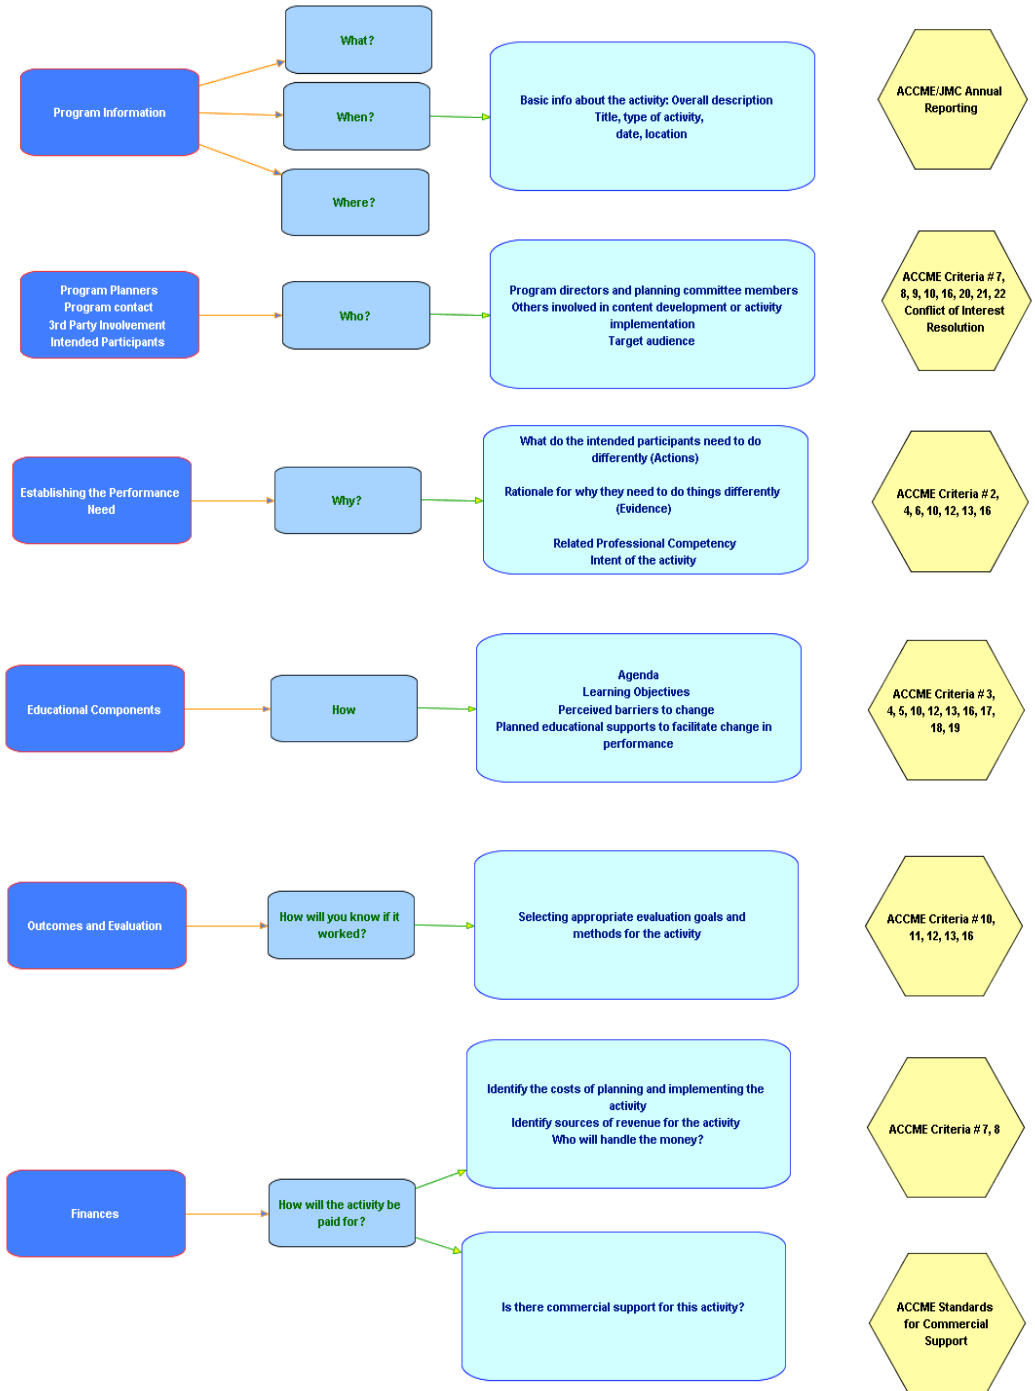 What?
Program Information
When?
Where?
Basic info about the activity: Overall description
Title, type of activity,
date, location
ACCME/JMC Annual
Reporting
Program Planners
Program contact
3rd Party Involvement
Intended Participants
Who?
Program directors and planning committee members
Others involved in content development or activity
implementation
Target audience
ACCME Criteria # 7,
8, 9, 10, 16, 20, 21, 22
Conflict of Interest
Resolution
Establishing the Performance
Need
Why?
What do the intended participants need to do
differently (Actions)
Rationale for why they need to do things differently
(Evidence)
Related Professional Competency
Intent of the activity
ACCME Criteria # 2,
4, 6, 10, 12, 13, 16
Educational Components
How
Agenda
Learning Objectives
Perceived barriers to change
Planned educational supports to facilitate change in
performance
ACCME Criteria # 3,
4, 5, 10, 12, 13, 16, 17,
18, 19
Outcomes and Evaluation
How will you know if it
worked?
Selecting appropriate evaluation goals and
methods for the activity
ACCME Criteria # 10,
11, 12, 13, 16
Finances
How will the activity be
paid for?
Identify the costs of planning and implementing the
activity
Identify sources of revenue for the activity
Who will handle the money?
ACCME Criteria # 7, 8
Is there commercial support for this activity?
ACCME Standards
for Commercial
Support